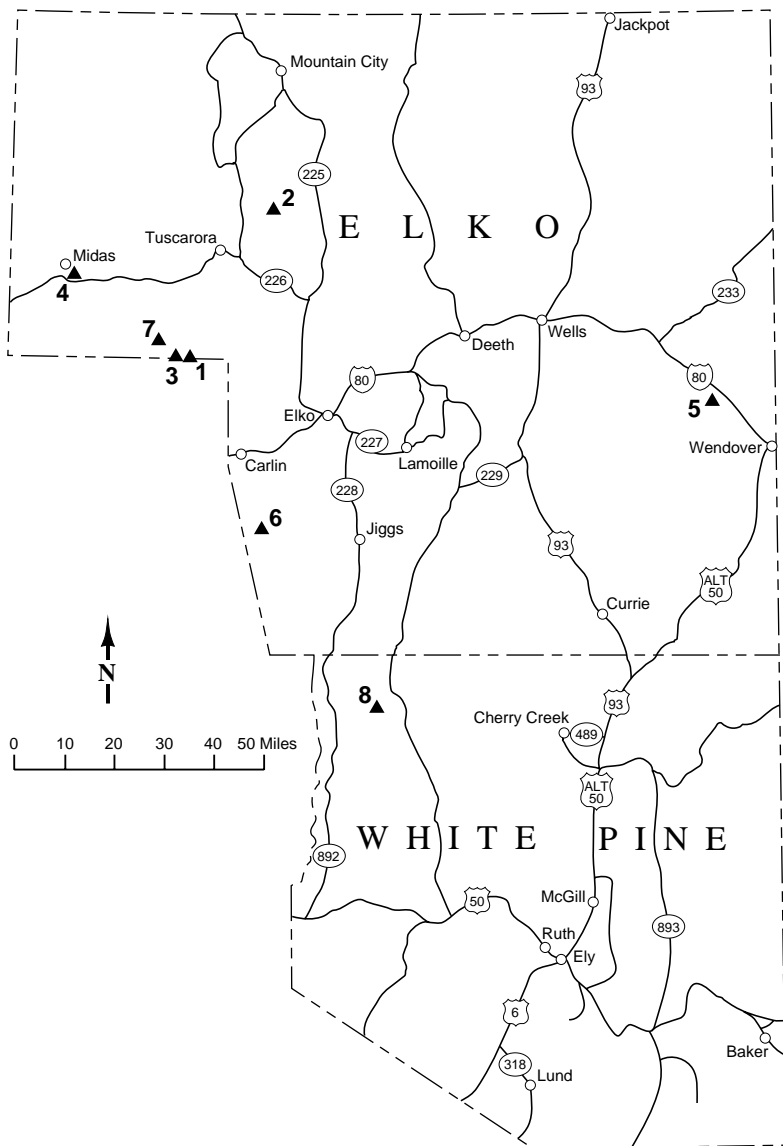 Jackpot
Mountain City
93
225
2
E L K O
Tuscarora
Midas
4
226
233
7
3
1
Deeth
Wells
80
80
5
Elko
227
Lamoille
Wendover
Carlin
229
228
6
Jiggs
93
ALT
50
Currie
N
8
93
Cherry Creek
489
0 10 20 40 50 Miles
ALT
50
W H I T E P I N E
892
50
McGill
893
Ruth
Ely
6
Baker
318
Lund